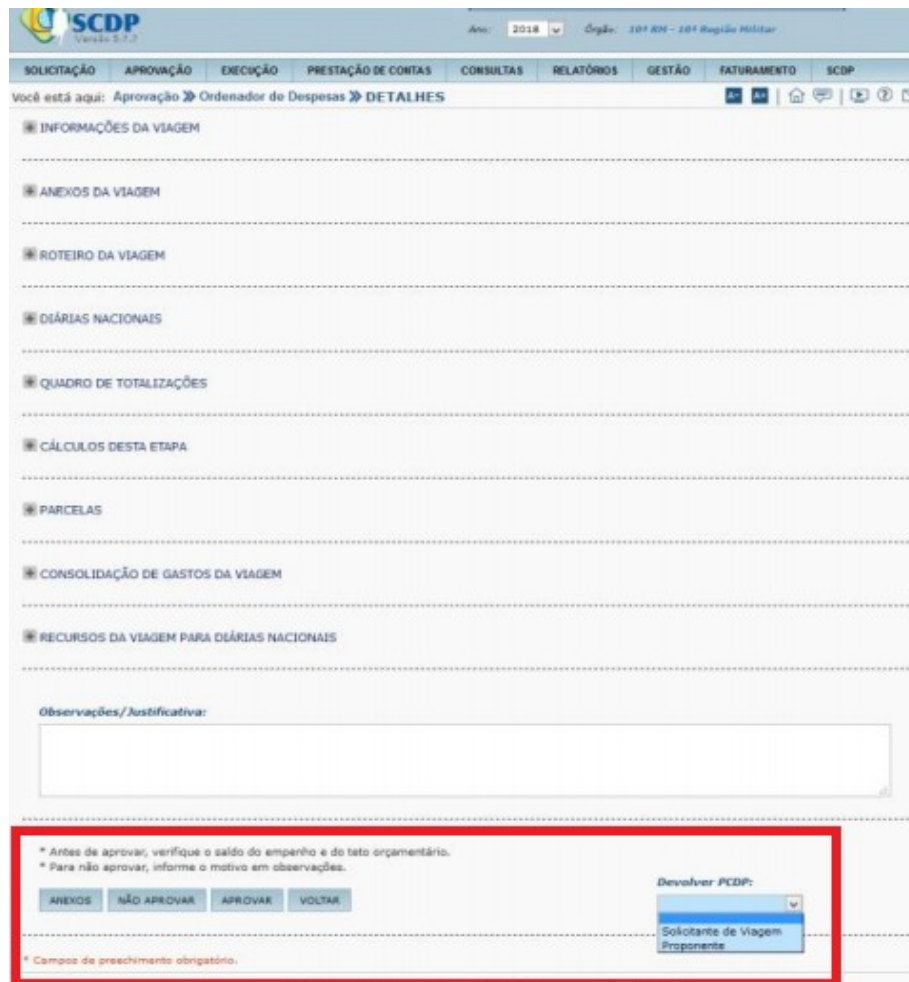 SCDP
Versão 5.7.7
Ano: 2018 Órgão: 10ª RM - 10ª Região Militar
SOLICITAÇÃO APROVAÇÃO EXECUÇÃO PRESTAÇÃO DE CONTAS CONSULTAS RELATÓRIOS GESTÃO FATURAMENTO SCDP
Você está aqui: Aprovação » Ordenador de Despesas » DETALHES A- A+
INFORMAÇÕES DA VIAGEM
ANEXOS DA VIAGEM
ROTEIRO DA VIAGEM
DIÁRIAS NACIONAIS
QUADRO DE TOTALIZAÇÕES
CÁLCULOS DESTA ETAPA
PARCELAS
CONSOLIDAÇÃO DE GASTOS DA VIAGEM
RECURSOS DA VIAGEM PARA DIÁRIAS NACIONAIS
Observações/Justificativa:
* Antes de aprovar, verifique o saldo do empenho e do teto orçamentário.
* Para não aprovar, informe o motivo em observações.
Devolver PCDP:
ANEXOS NÃO APROVAR APROVAR VOLTAR
Solicitante de Viagem
Proponente
* Campos de preechimento obrigatório.